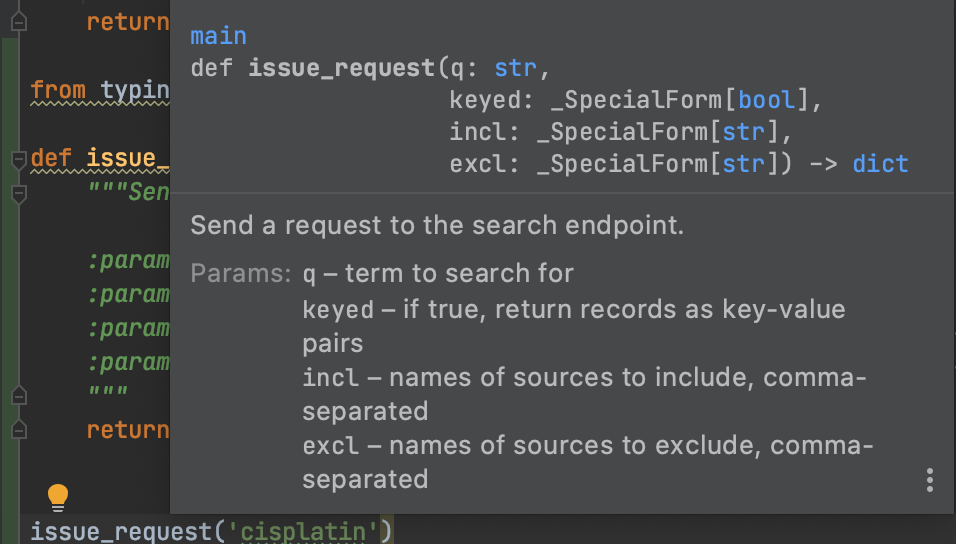 return
from typin
def issue_
"""Sen
:param
:param
:param
:param
"""
return
issue_request('cisplatin')
main
def issue_request(q: str,
keyed: _SpecialForm[bool],
incl: _SpecialForm[str],
excl: _SpecialForm[str]) -> dict
Send a request to the search endpoint.
Params: q – term to search for
keyed – if true, return records as key-value
pairs
incl – names of sources to include, comma-
separated
excl – names of sources to exclude, comma-
separated